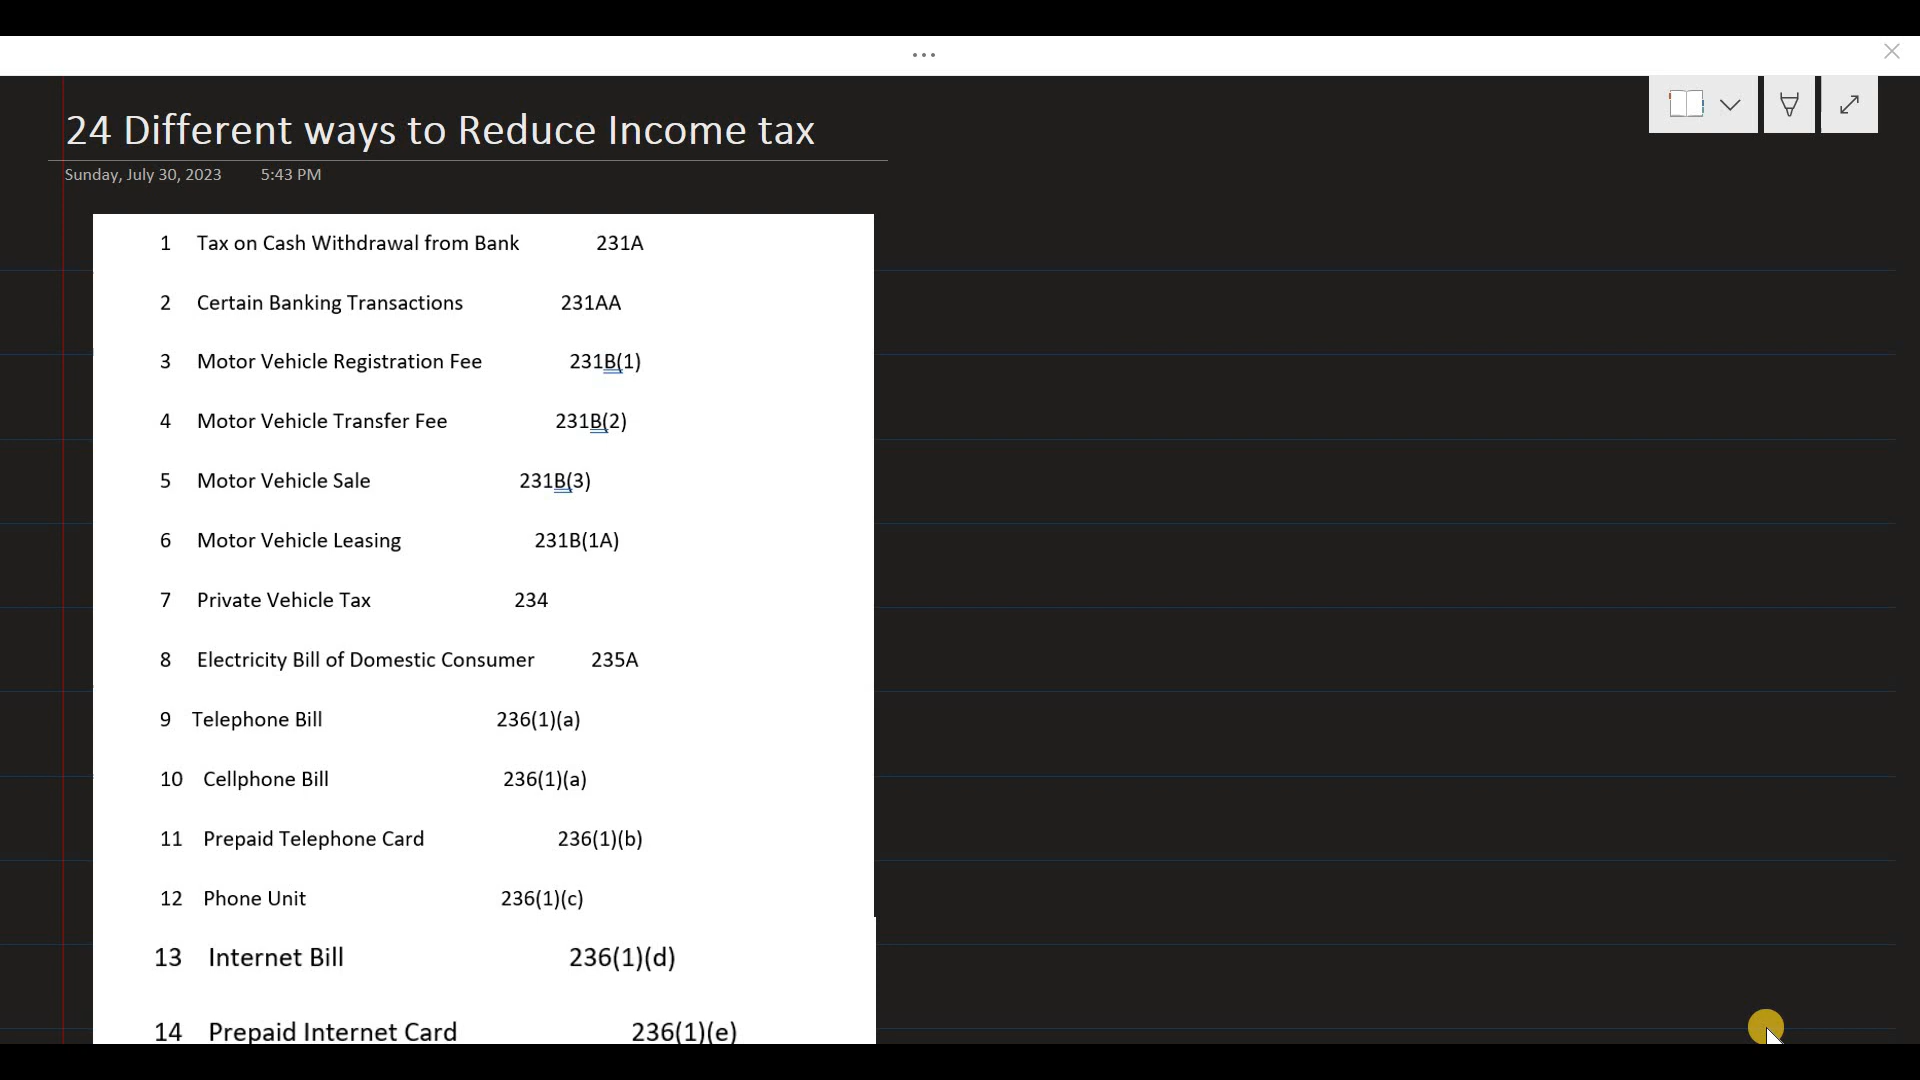 24 Different ways to Reduce Income tax
Sunday, July 30, 2023 5:43 PM
1 Tax on Cash Withdrawal from Bank 231A
2 Certain Banking Transactions 231AA
3 Motor Vehicle Registration Fee 231B(1)
4 Motor Vehicle Transfer Fee 231B(2)
5 Motor Vehicle Sale 231B(3)
6 Motor Vehicle Leasing 231B(1A)
7 Private Vehicle Tax 234
8 Electricity Bill of Domestic Consumer 235A
9 Telephone Bill 236(1)(a)
10 Cellphone Bill 236(1)(a)
11 Prepaid Telephone Card 236(1)(b)
12 Phone Unit 236(1)(c)
13 Internet Bill 236(1)(d)
14 Prepaid Internet Card 236(1)(e)